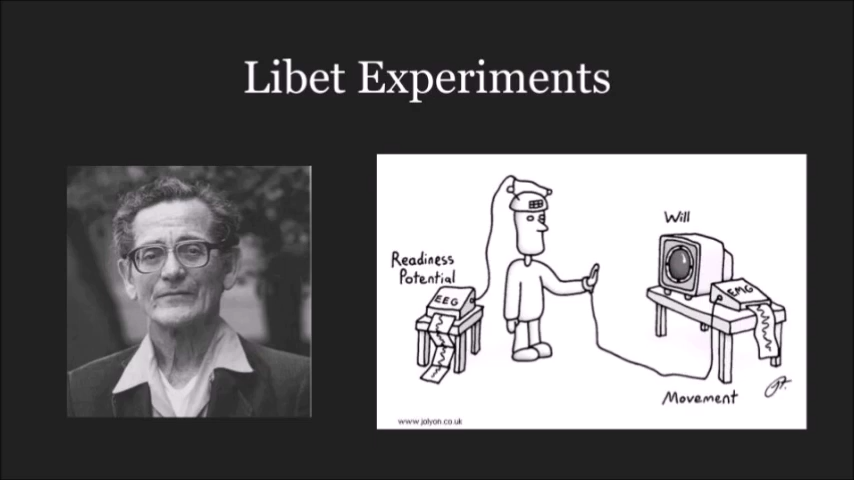 Libet Experiments
Readiness
Potential
EEG
Will
EMG
Movement
www.jolyon.co.uk